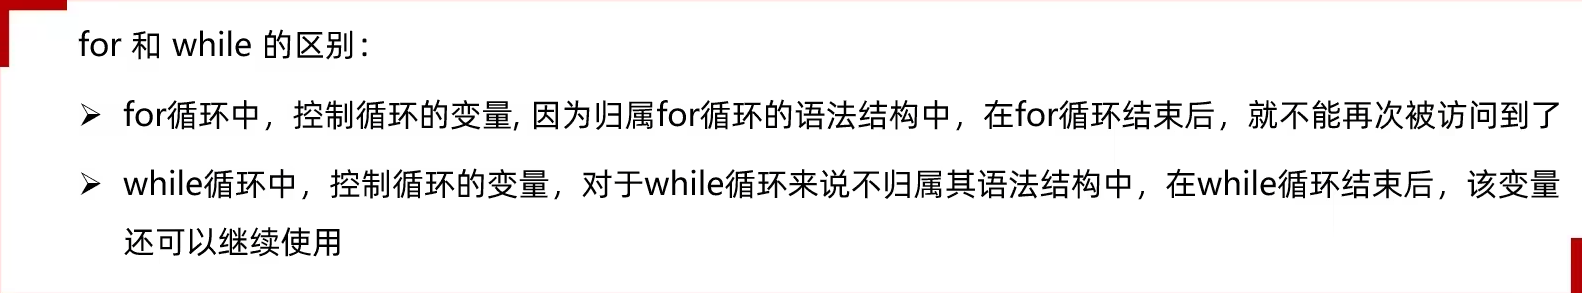 for 和 while 的区别：
➢ for循环中，控制循环的变量, 因为归属for循环的语法结构中，在for循环结束后，就不能再次被访问到了
➢ while循环中，控制循环的变量，对于while循环来说不归属其语法结构中，在while循环结束后，该变量
还可以继续使用